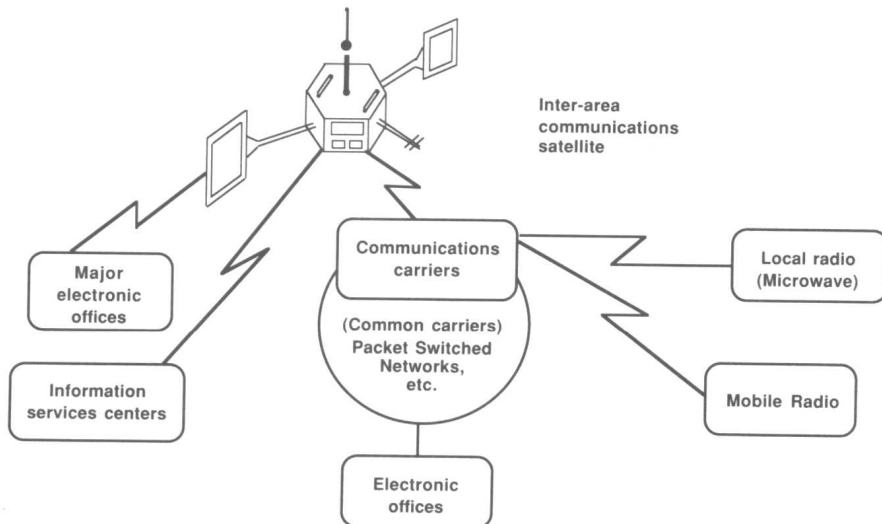 Inter-area
communications
satellite
Communications
carriers
Major
electronic
offices
Local radio
(Microwave)
(Common carriers)
Packet Switched
Networks,
etc.
Information
services centers
Mobile Radio
Electronic
offices